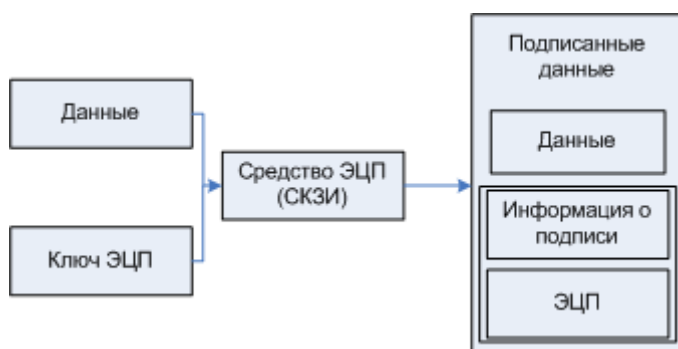 Данные
Ключ ЭЦП
Средство ЭЦП
(СКЗИ)
Подписанные
данные
Данные
Информация о
подписи
ЭЦП